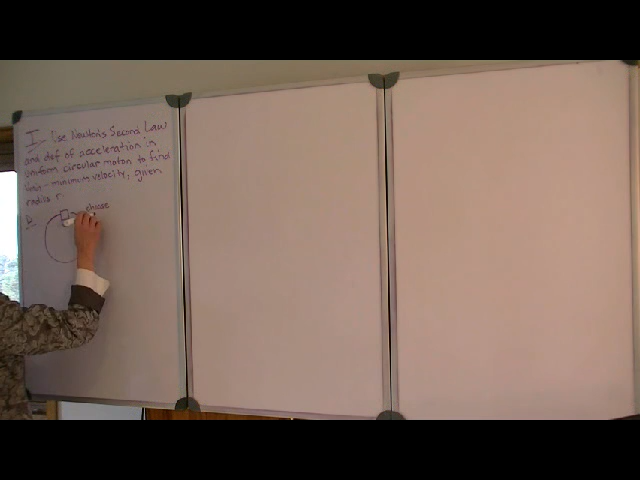 I Use Newton's Second Law
and def of acceleration in
uniform circular motion to find
vmin - minimum velocity, given
radius r.
D choose